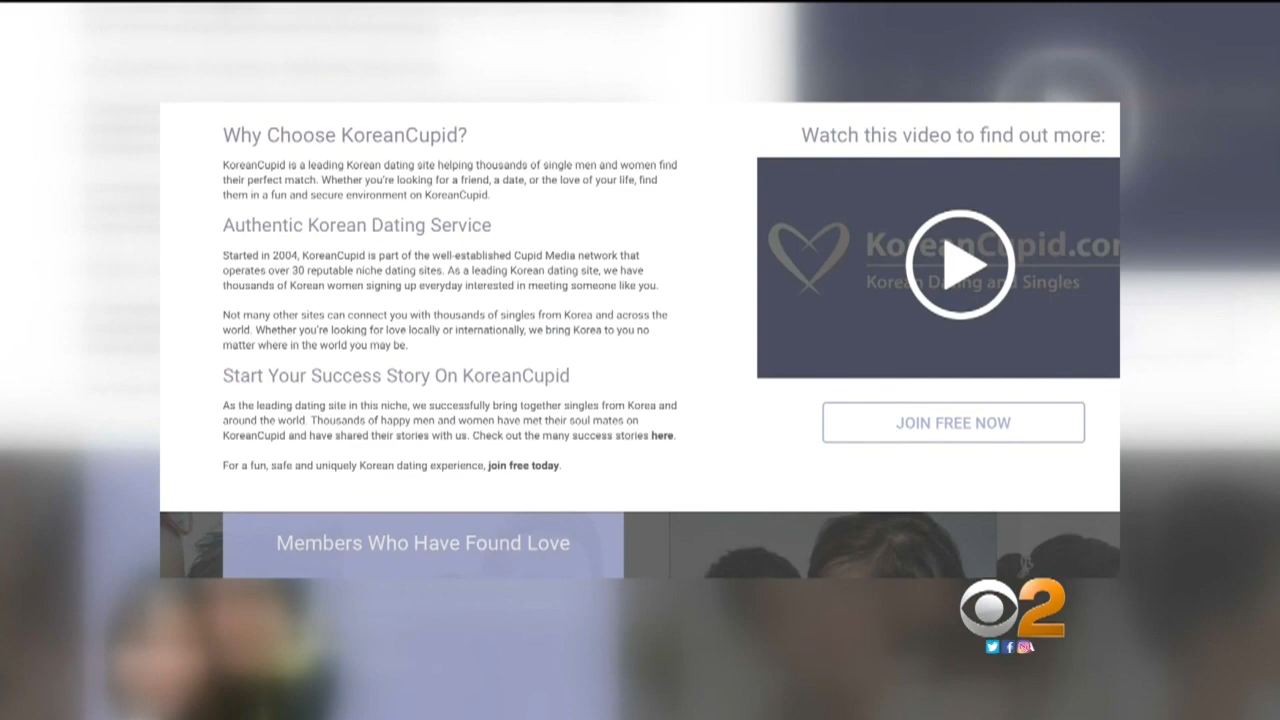 Why Choose KoreanCupid?
KoreanCupid is a leading Korean dating site helping thousands of single men and women find
their perfect match. Whether you're looking for a friend, a date, or the love of your life, find
them in a fun and secure environment on KoreanCupid.
Authentic Korean Dating Service
Started in 2004, KoreanCupid is part of the well-established Cupid Media network that
operates over 30 reputable niche dating sites. As a leading Korean dating site, we have
thousands of Korean women signing up everyday interested in meeting someone like you.
Not many other sites can connect you with thousands of singles from Korea and across the
world. Whether you're looking for love locally or internationally, we bring Korea to you no
matter where in the world you may be.
Start Your Success Story On KoreanCupid
As the leading dating site in this niche, we successfully bring together singles from Korea and
around the world. Thousands of happy men and women have met their soul mates on
KoreanCupid and have shared their stories with us. Check out the many success stories here.
For a fun, safe and uniquely Korean dating experience, join free today.
Watch this video to find out more:
KoreanCupid.com
Korean Dating and Singles
JOIN FREE NOW
Members Who Have Found Love
2